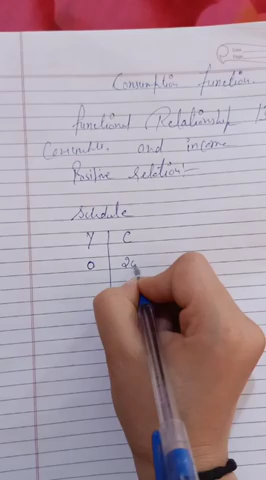 Consumption function
functional Relationship
Consumption and income
Positive relation:-
Schedule
Y | C
0 | 20